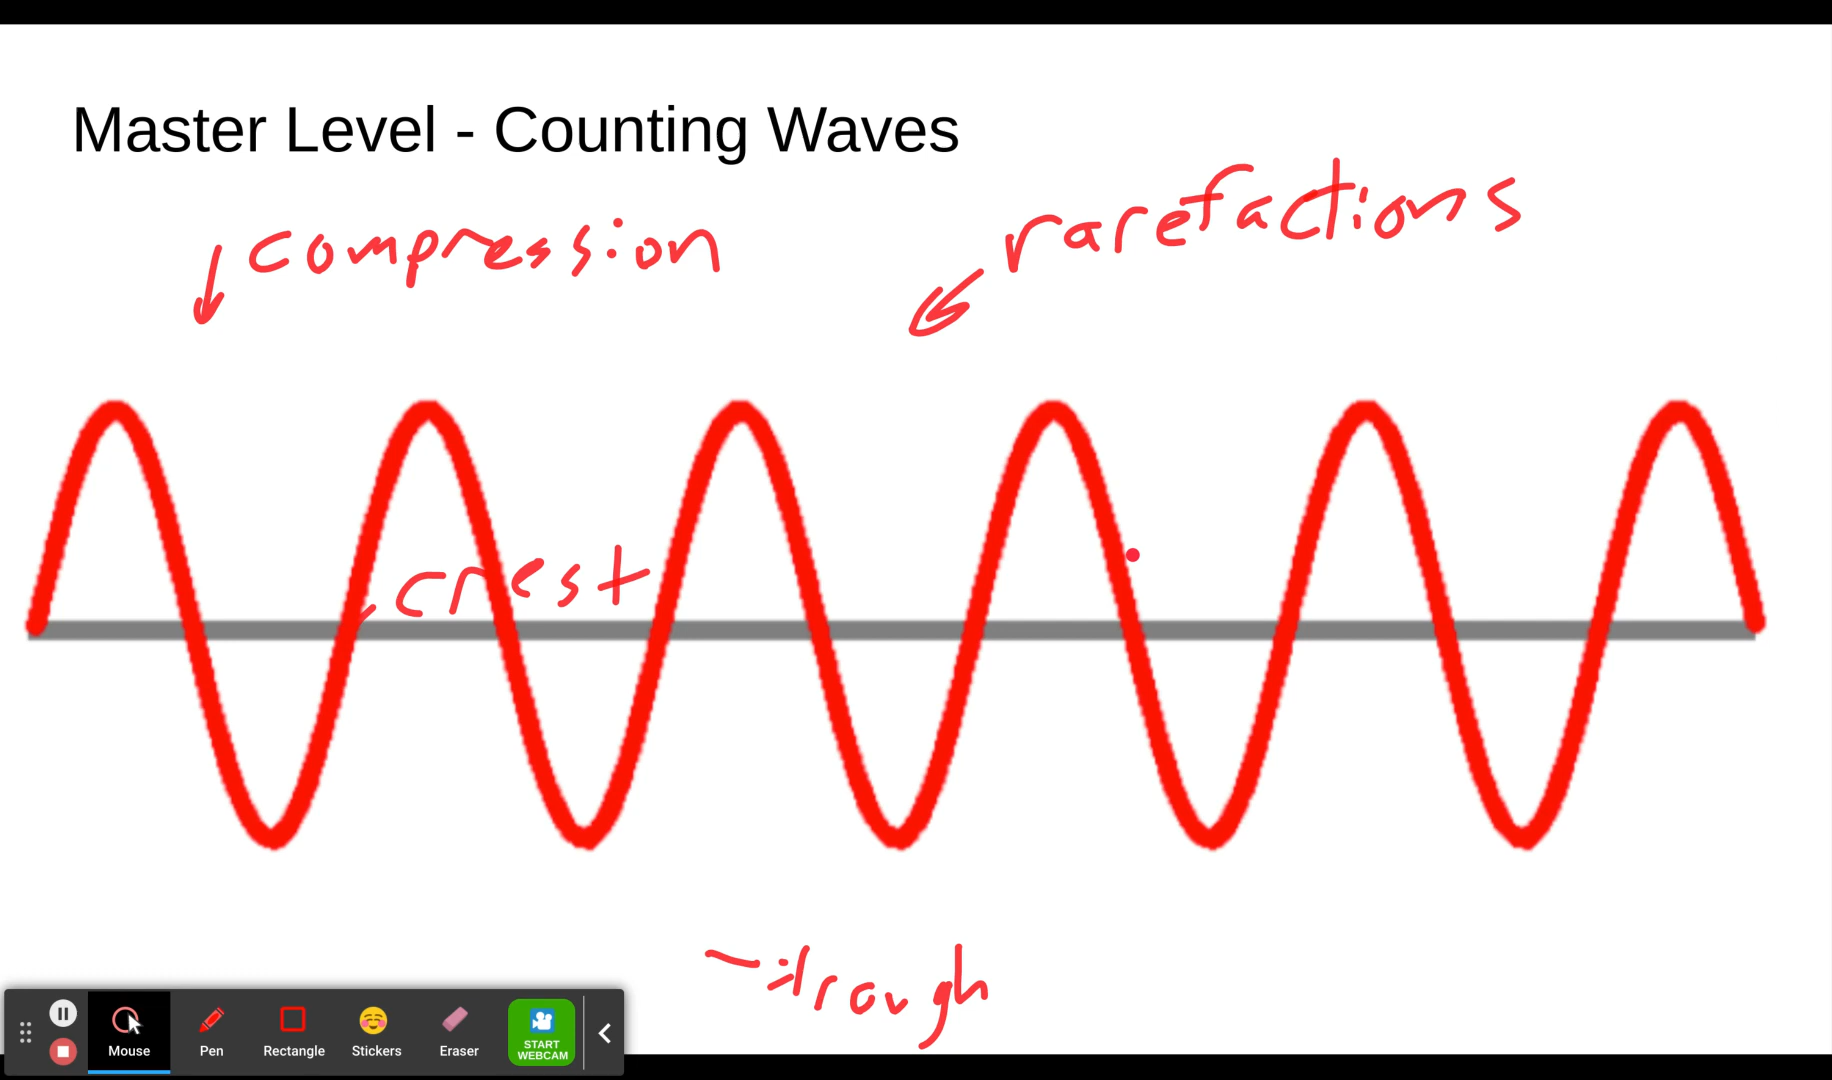 Master Level - Counting Waves
compression
rarefactions
crest
trough
Mouse
Pen
Rectangle
Stickers
Eraser
START
WEBCAM